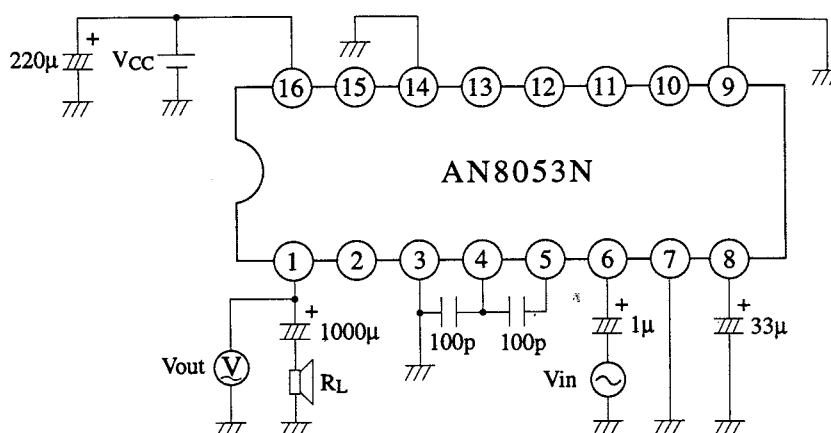 220μ
+
VCC
16 15 14 13 12 11 10 9
AN8053N
1 2 3 4 5 6 7 8
+
1000μ
100p 100p
+
1μ
+
33μ
Vout
V
RL
Vin